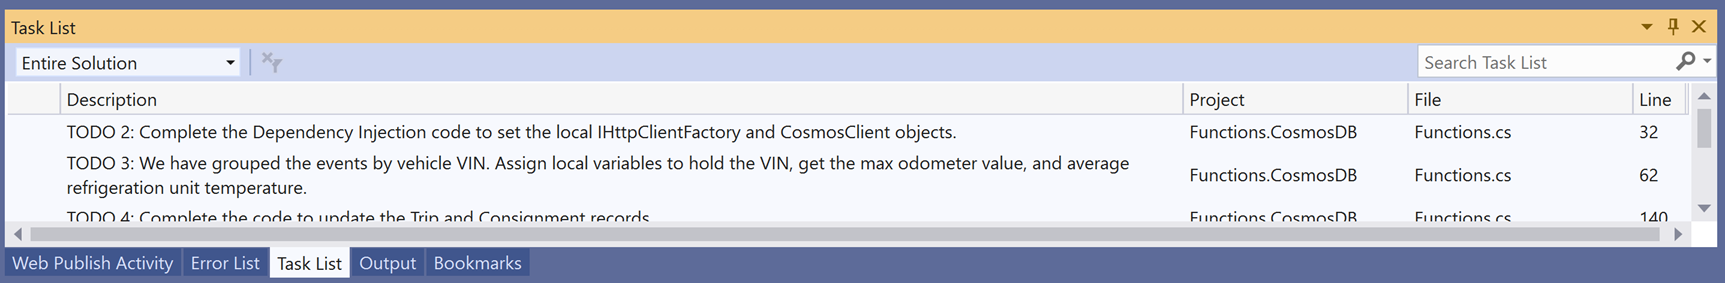 Task List
Entire Solution
Search Task List
Description Project File Line
TODO 2: Complete the Dependency Injection code to set the local IHttpClientFactory and CosmosClient objects. Functions.CosmosDB Functions.cs 32
TODO 3: We have grouped the events by vehicle VIN. Assign local variables to hold the VIN, get the max odometer value, and average
refrigeration unit temperature. Functions.CosmosDB Functions.cs 62
TODO 4: Complete the code to update the Trip and Consignment records Functions.CosmosDB Functions.cs 140
Web Publish Activity Error List Task List Output Bookmarks